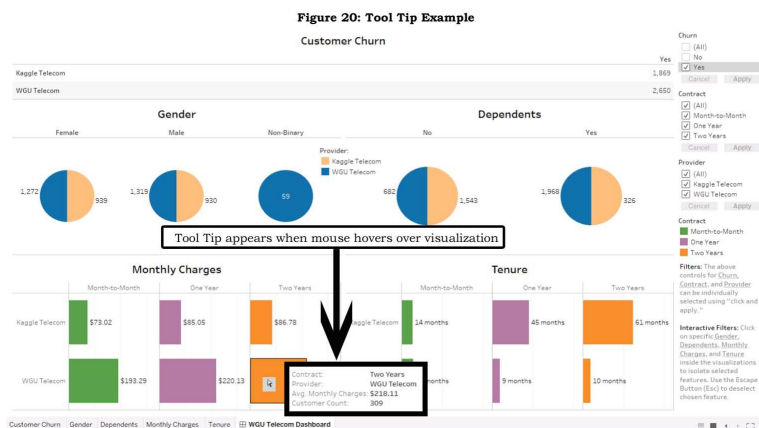 Figure 20: Tool Tip Example
Customer Churn
Yes
Kaggle Telecom 1,869
WGU Telecom 2,650
Gender
Female Male Non-Binary
1,272 939 1,319 930 59
Provider:
Kaggle Telecom
WGU Telecom
Dependents
No Yes
682 1,543 1,968 326
Tool Tip appears when mouse hovers over visualization
Monthly Charges
Month-to-Month One Year Two Years
Kaggle Telecom $73.02 $85.05 $86.78
WGU Telecom $193.29 $220.13
Contract: Two Years
Provider: WGU Telecom
Avg. Monthly Charges: $218.11
Customer Count: 309
Tenure
Month-to-Month One Year Two Years
Kaggle Telecom 14 months 45 months 61 months
9 months 10 months
Churn
(All)
No
Yes
Cancel Apply
Contract
(All)
Month-to-Month
One Year
Two Years
Cancel Apply
Provider
(All)
Kaggle Telecom
WGU Telecom
Cancel Apply
Contract
Month-to-Month
One Year
Two Years
Filters: The above
controls for Churn,
Contract, and Provider
can be individually
selected using "click and
apply."
Interactive Filters: Click
on specific Gender,
Dependents, Monthly
Charges, and Tenure
inside the visualizations
to isolate selected
features. Use the Escape
Button (Esc) to deselect
chosen feature.
Customer Churn Gender Dependents Monthly Charges Tenure WGU Telecom Dashboard